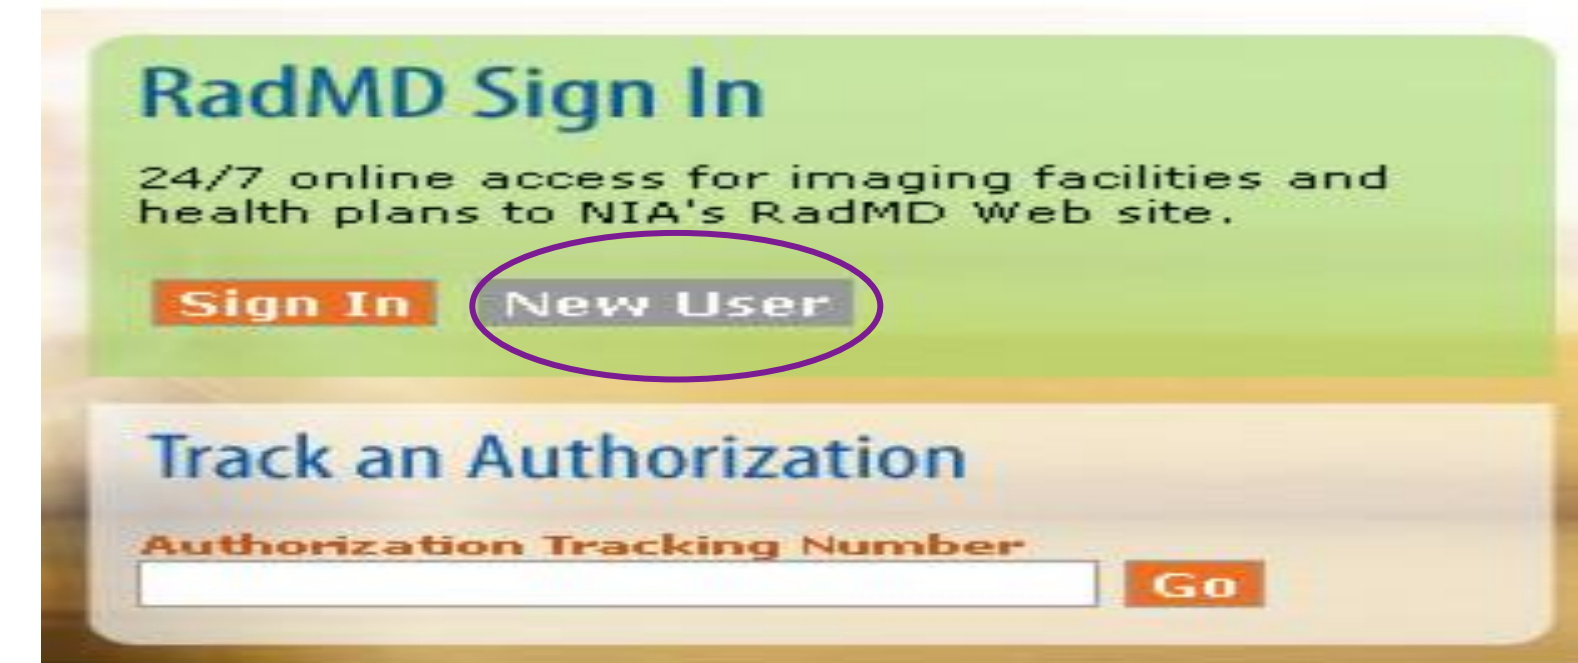 RadMD Sign In
24/7 online access for imaging facilities and
health plans to NIA's RadMD Web site.
Sign In New User
Track an Authorization
Authorization Tracking Number
Go